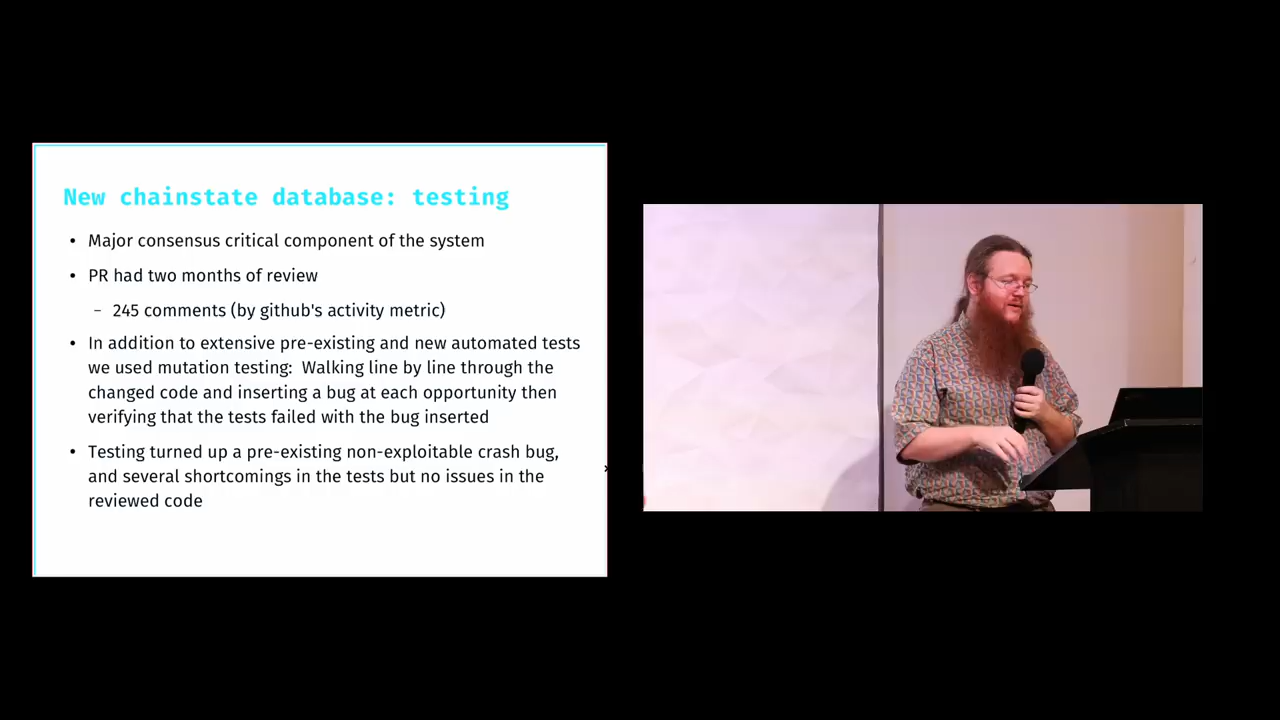 New chainstate database: testing
• Major consensus critical component of the system
• PR had two months of review
– 245 comments (by github's activity metric)
• In addition to extensive pre-existing and new automated tests
we used mutation testing:  Walking line by line through the
changed code and inserting a bug at each opportunity then
verifying that the tests failed with the bug inserted
• Testing turned up a pre-existing non-exploitable crash bug,
and several shortcomings in the tests but no issues in the
reviewed code